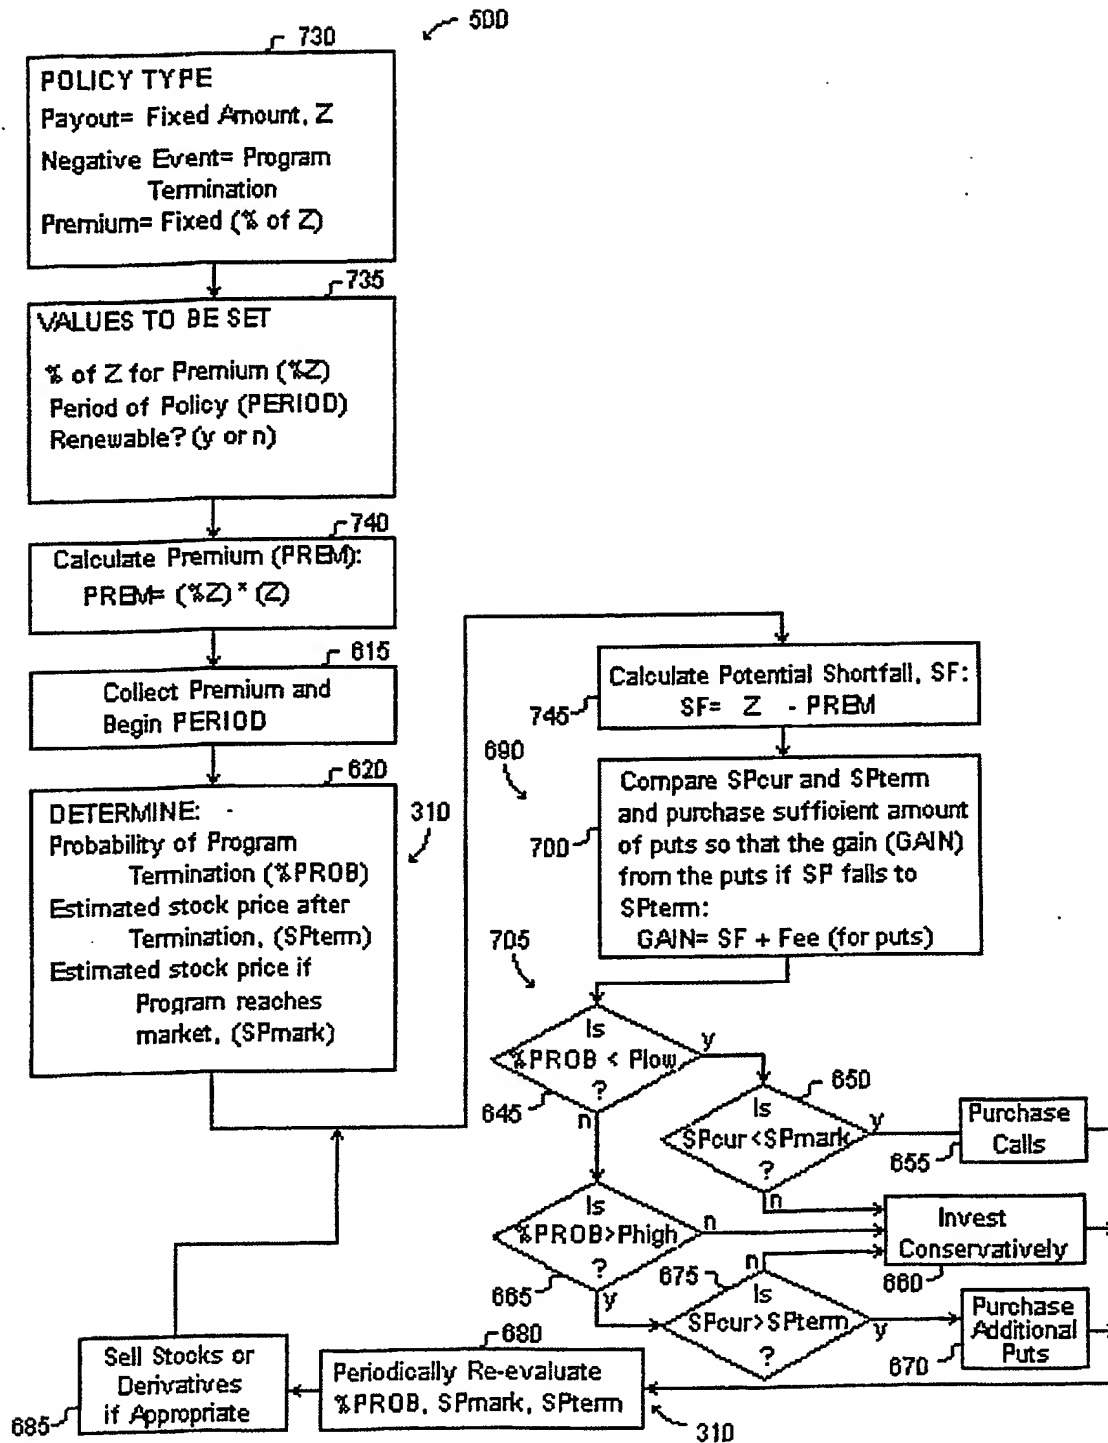 500
730
POLICY TYPE
Payout= Fixed Amount, Z
Negative Event= Program
Termination
Premium= Fixed (% of Z)
735
VALUES TO BE SET
% of Z for Premium (%Z)
Period of Policy (PERIOD)
Renewable? (y or n)
740
Calculate Premium (PREM):
PREM= (%Z) * (Z)
615
Collect Premium and
Begin PERIOD
620
DETERMINE:
Probability of Program
Termination (%PROB)
Estimated stock price after
Termination, (SPterm)
Estimated stock price if
Program reaches
market, (SPmark)
310
745
Calculate Potential Shortfall, SF:
SF= Z - PREM
690
700
Compare SPcur and SPterm
and purchase sufficient amount
of puts so that the gain (GAIN)
from the puts if SP falls to
SPterm:
GAIN= SF + Fee (for puts)
705
Is
%PROB < Plow
?
645
y
n
650
Is
SPcur<SPmark
?
y
n
655
Purchase
Calls
Is
%PROB>Phigh
?
665
n
y
Invest
Conservatively
660
675
n
Is
SPcur>SPterm
?
y
Purchase
Additional
Puts
670
680
Periodically Re-evaluate
%PROB, SPmark, SPterm
310
Sell Stocks or
Derivatives
if Appropriate
685